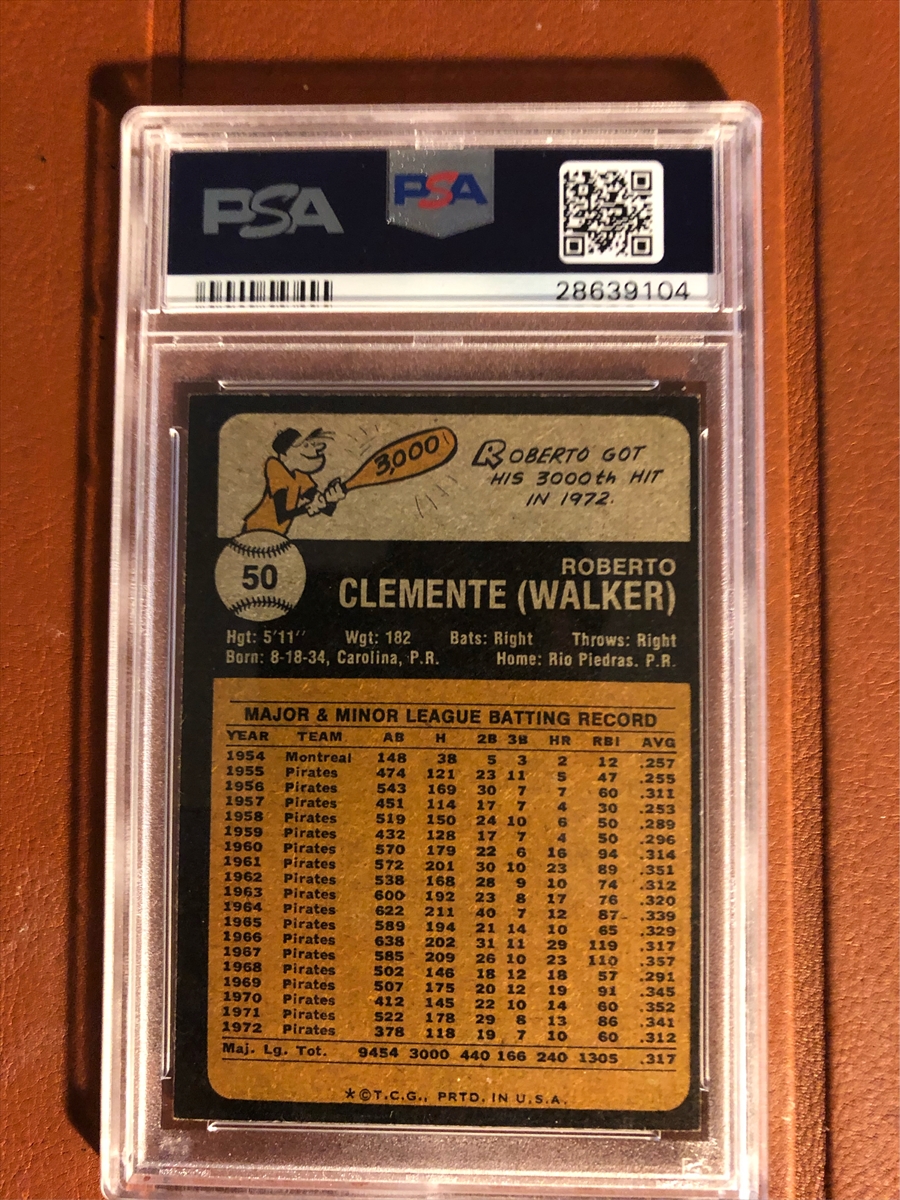 PSA PSA
28639104
3,000
ROBERTO GOT
HIS 3000th HIT
IN 1972.
50
ROBERTO
CLEMENTE (WALKER)
Hgt: 5'11" Wgt: 182 Bats: Right Throws: Right
Born: 8-18-34, Carolina, P.R. Home: Rio Piedras. P.R.
MAJOR & MINOR LEAGUE BATTING RECORD
YEAR TEAM AB H 2B 3B HR RBI AVG
1954 Montreal 148 38 5 3 2 12 .257
1955 Pirates 474 121 23 11 5 47 .255
1956 Pirates 543 169 30 7 7 60 .311
1957 Pirates 451 114 17 7 4 30 .253
1958 Pirates 519 150 24 10 6 50 .289
1959 Pirates 432 128 17 7 4 50 .296
1960 Pirates 570 179 22 6 16 94 .314
1961 Pirates 572 201 30 10 23 89 .351
1962 Pirates 538 168 28 9 10 74 .312
1963 Pirates 600 192 23 8 17 76 .320
1964 Pirates 622 211 40 7 12 87 .339
1965 Pirates 589 194 21 14 10 65 .329
1966 Pirates 638 202 31 11 29 119 .317
1967 Pirates 585 209 26 10 23 110 .357
1968 Pirates 502 146 18 12 18 57 .291
1969 Pirates 507 175 20 12 19 91 .345
1970 Pirates 412 145 22 10 14 60 .352
1971 Pirates 522 178 29 8 13 86 .341
1972 Pirates 378 118 19 7 10 60 .312
Maj. Lg. Tot. 9454 3000 440 166 240 1305 .317
*©T.C.G., PRTD. IN U.S.A.